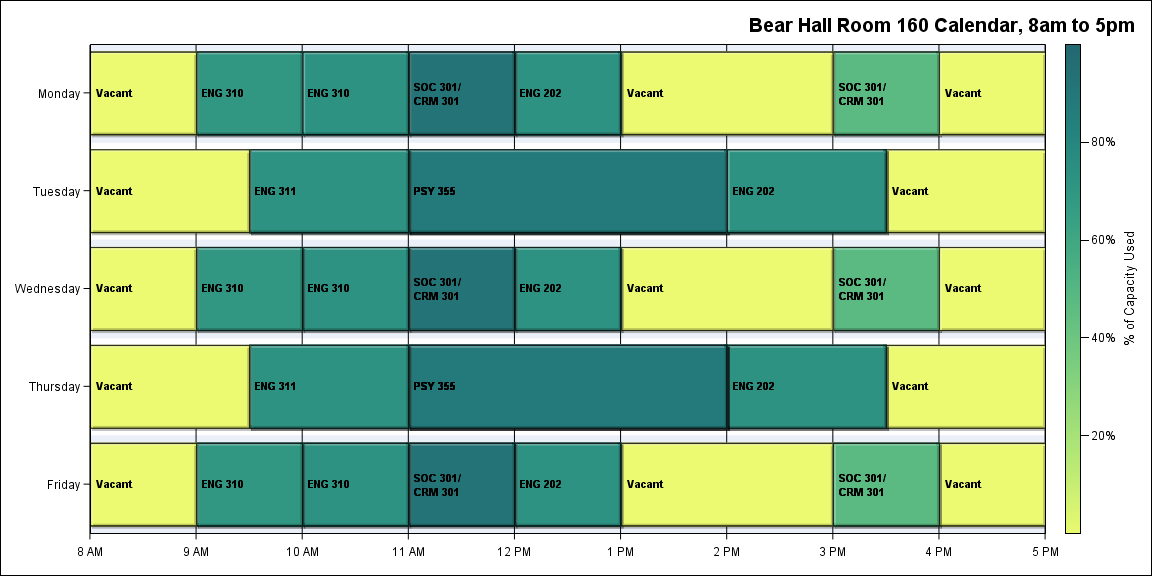 Bear Hall Room 160 Calendar, 8am to 5pm
Monday
Vacant
ENG 310
ENG 310
SOC 301/
CRM 301
ENG 202
Vacant
SOC 301/
CRM 301
Vacant
Tuesday
Vacant
ENG 311
PSY 355
ENG 202
Vacant
Wednesday
Vacant
ENG 310
ENG 310
SOC 301/
CRM 301
ENG 202
Vacant
SOC 301/
CRM 301
Vacant
Thursday
Vacant
ENG 311
PSY 355
ENG 202
Vacant
Friday
Vacant
ENG 310
ENG 310
SOC 301/
CRM 301
ENG 202
Vacant
SOC 301/
CRM 301
Vacant
8 AM
9 AM
10 AM
11 AM
12 PM
1 PM
2 PM
3 PM
4 PM
5 PM
80%
60%
40%
20%
% of Capacity Used